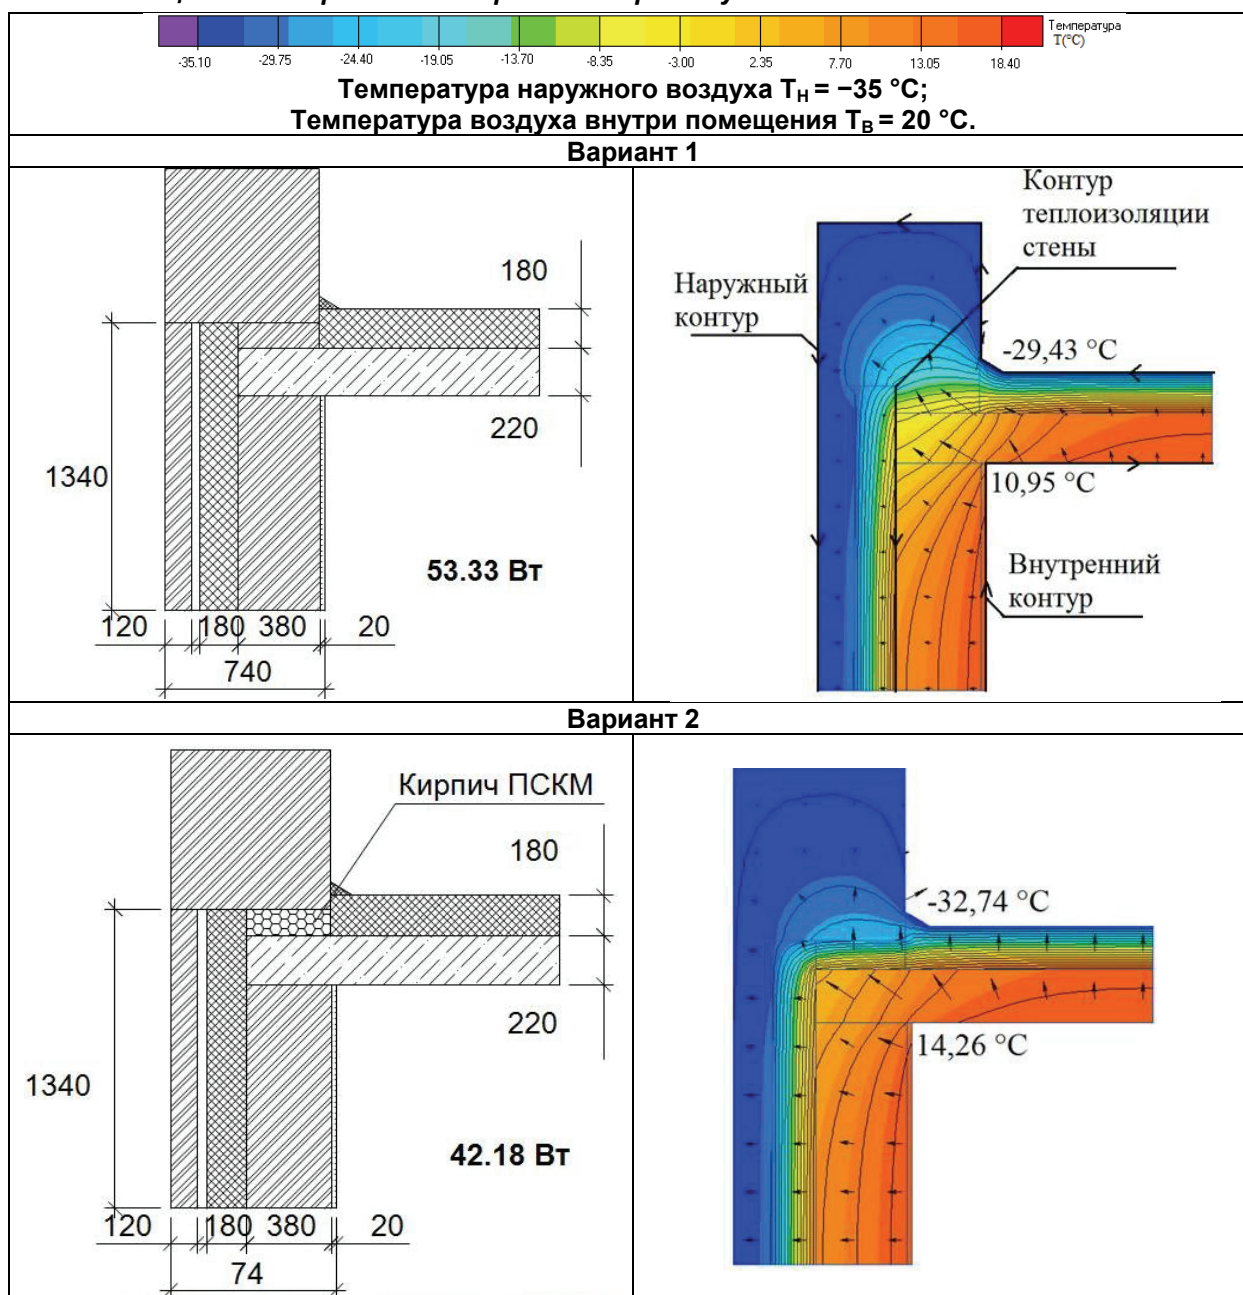 Температура
T(°C)
-35.10 -29.75 -24.40 -19.05 -13.70 -8.35 -3.00 2.35 7.70 13.05 18.40
Температура наружного воздуха Tн = −35 °C;
Температура воздуха внутри помещения TВ = 20 °C.
Вариант 1
180
220
1340
53.33 Вт
120 180 380 20
740
Контур
теплоизоляции
стены
Наружный
контур
-29,43 °C
10,95 °C
Внутренний
контур
Вариант 2
Кирпич ПСКМ
180
220
1340
42.18 Вт
120 180 380 20
74
-32,74 °C
14,26 °C